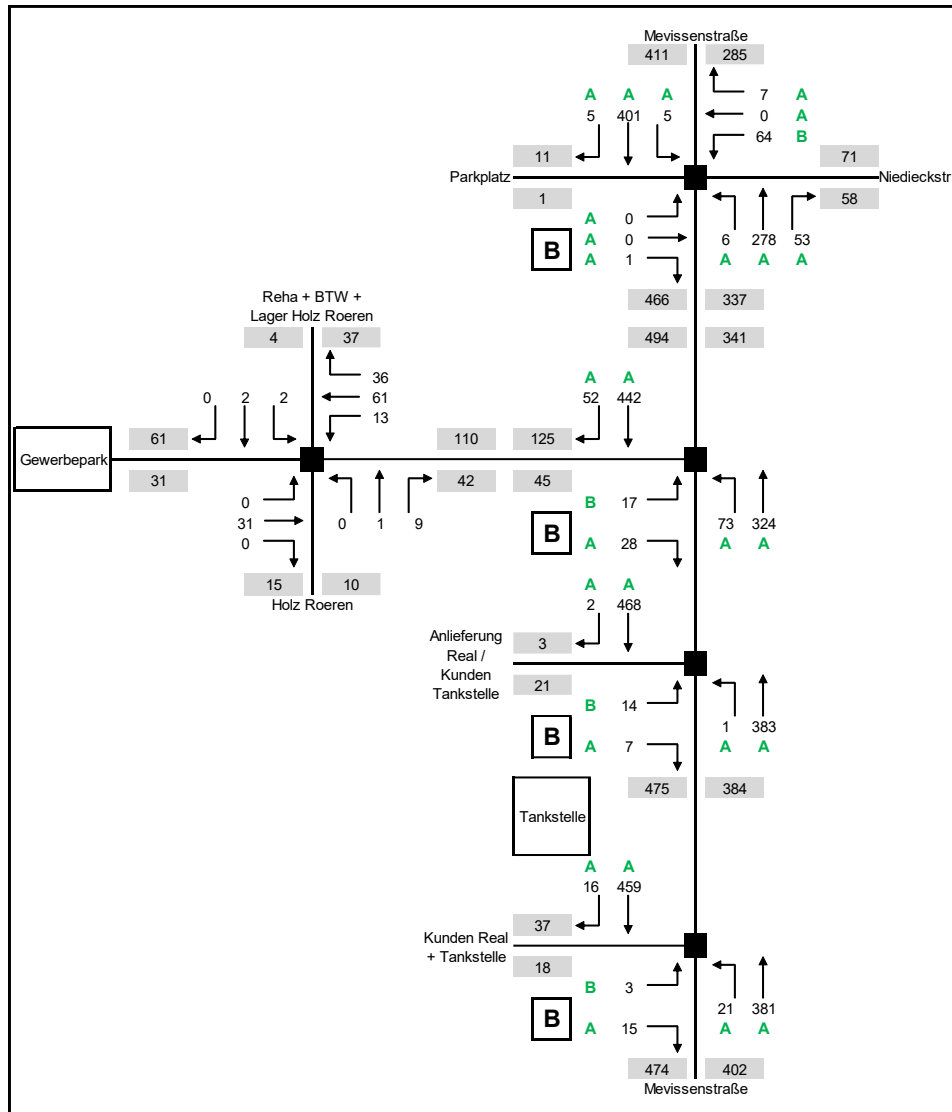 Mevissenstraße
411 285
A A A 7 A
5 401 5 0 A
64 B
11 71
Parkplatz Niedieckstr
1 58
A 0
B A 0 6 278 53
A 1 A A A
466 337
Reha + BTW +
Lager Holz Roeren
4 37 494 341
36 A A
0 2 2 61 52 442
13
61 110 125
Gewerbepark
31 42 45
0 B 17
31 0 1 9 B 73 324
0 A 28 A A
15 10
Holz Roeren
A A
2 468
Anlieferung
Real /
Kunden
Tankstelle
3
21
B 14
B 1 383
A 7 A A
475 384
Tankstelle
A A
16 459
37
Kunden Real
+ Tankstelle
18
B 3
B 21 381
A 15 A A
474 402
Mevissenstraße